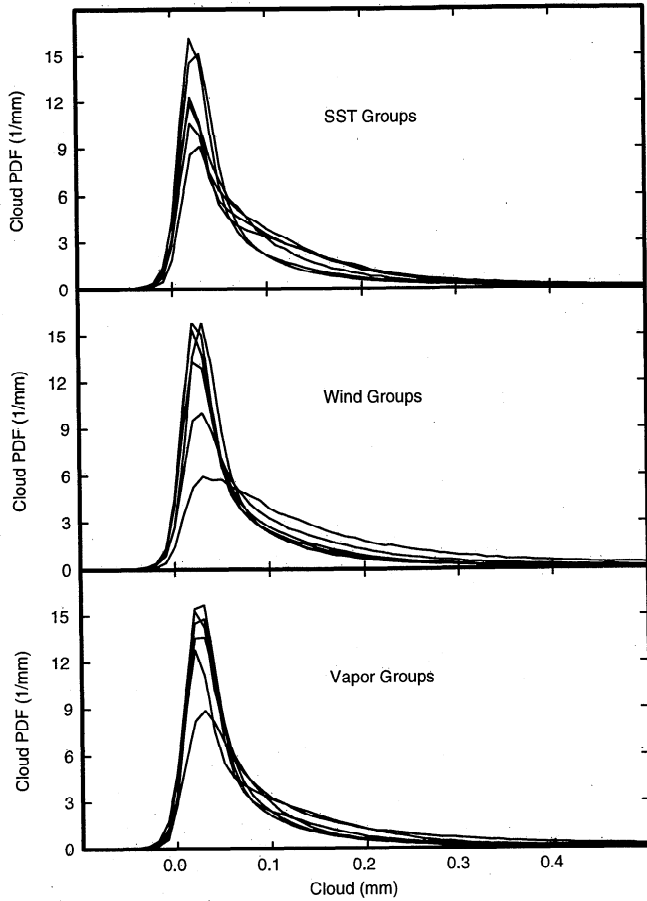 15
12
9
6
3
0
Cloud PDF (1/mm)
SST Groups
15
12
9
6
3
0
Cloud PDF (1/mm)
Wind Groups
15
12
9
6
3
0
Cloud PDF (1/mm)
Vapor Groups
0.0 0.1 0.2 0.3 0.4
Cloud (mm)